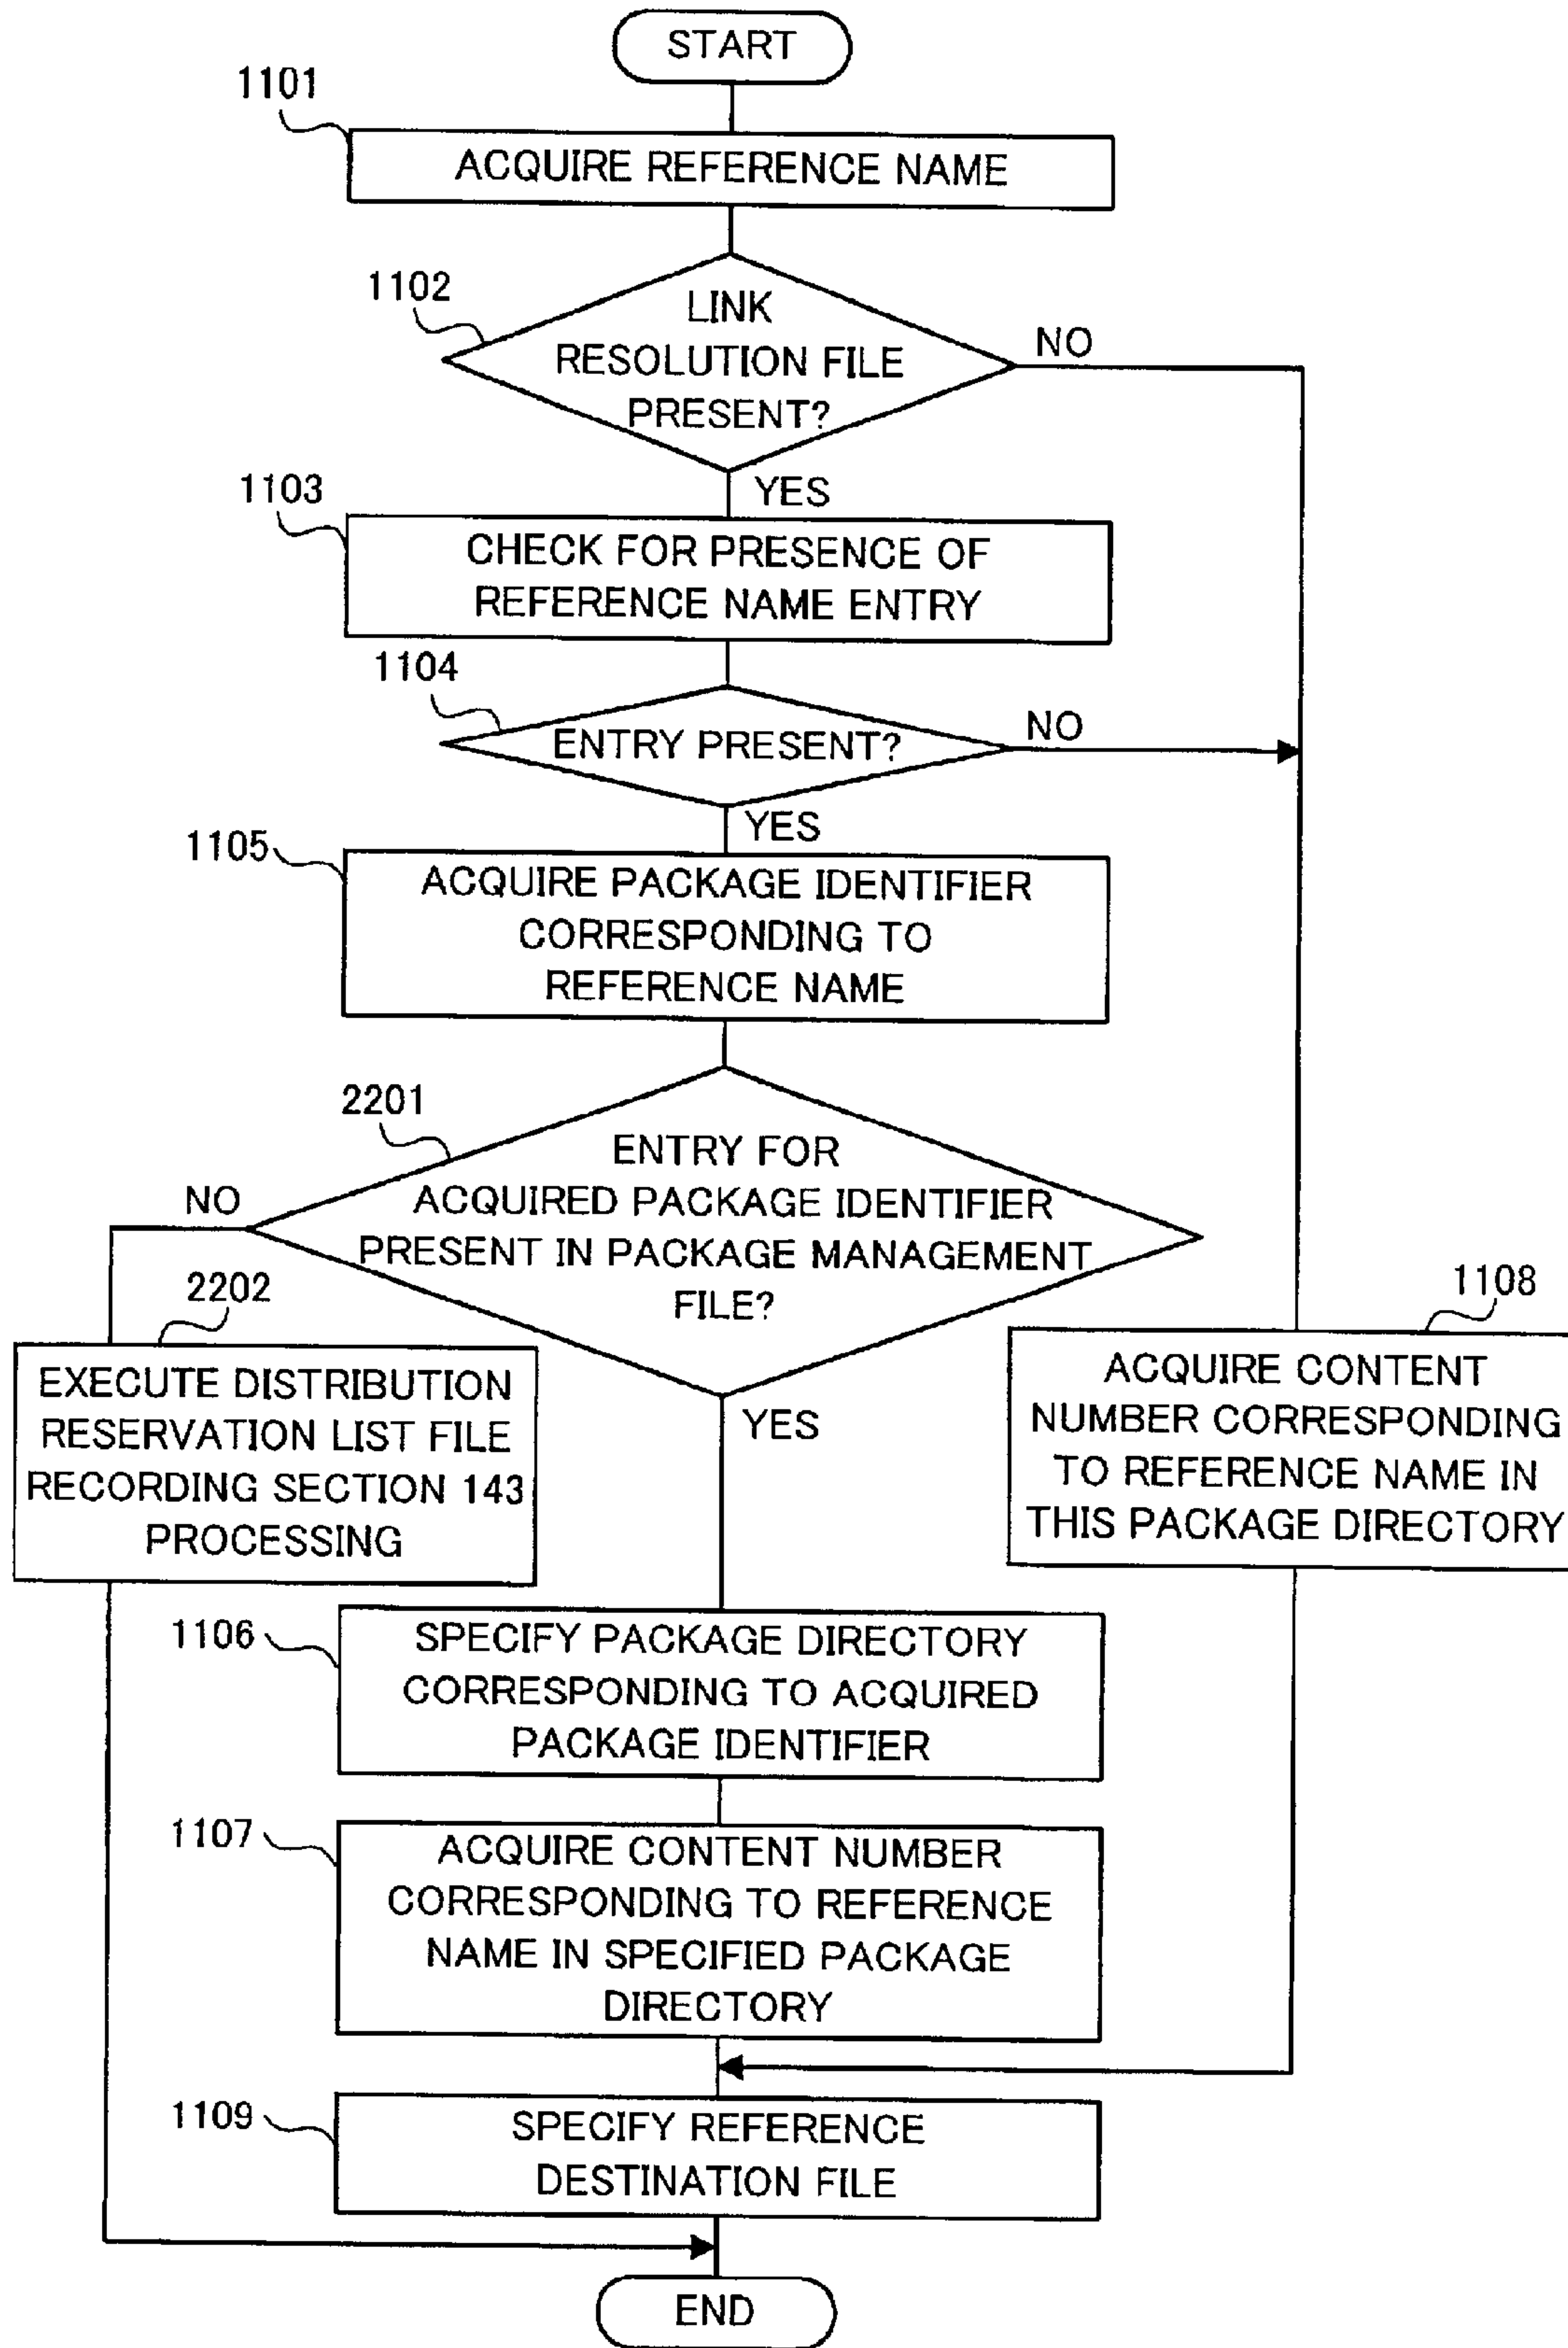 START
1101
ACQUIRE REFERENCE NAME
1102
LINK
RESOLUTION FILE
PRESENT?
NO
YES
1103
CHECK FOR PRESENCE OF
REFERENCE NAME ENTRY
1104
ENTRY PRESENT?
NO
YES
1105
ACQUIRE PACKAGE IDENTIFIER
CORRESPONDING TO
REFERENCE NAME
2201
ENTRY FOR
ACQUIRED PACKAGE IDENTIFIER
PRESENT IN PACKAGE MANAGEMENT
FILE?
NO
YES
2202
EXECUTE DISTRIBUTION
RESERVATION LIST FILE
RECORDING SECTION 143
PROCESSING
1108
ACQUIRE CONTENT
NUMBER CORRESPONDING
TO REFERENCE NAME IN
THIS PACKAGE DIRECTORY
1106
SPECIFY PACKAGE DIRECTORY
CORRESPONDING TO ACQUIRED
PACKAGE IDENTIFIER
1107
ACQUIRE CONTENT NUMBER
CORRESPONDING TO REFERENCE
NAME IN SPECIFIED PACKAGE
DIRECTORY
1109
SPECIFY REFERENCE
DESTINATION FILE
END